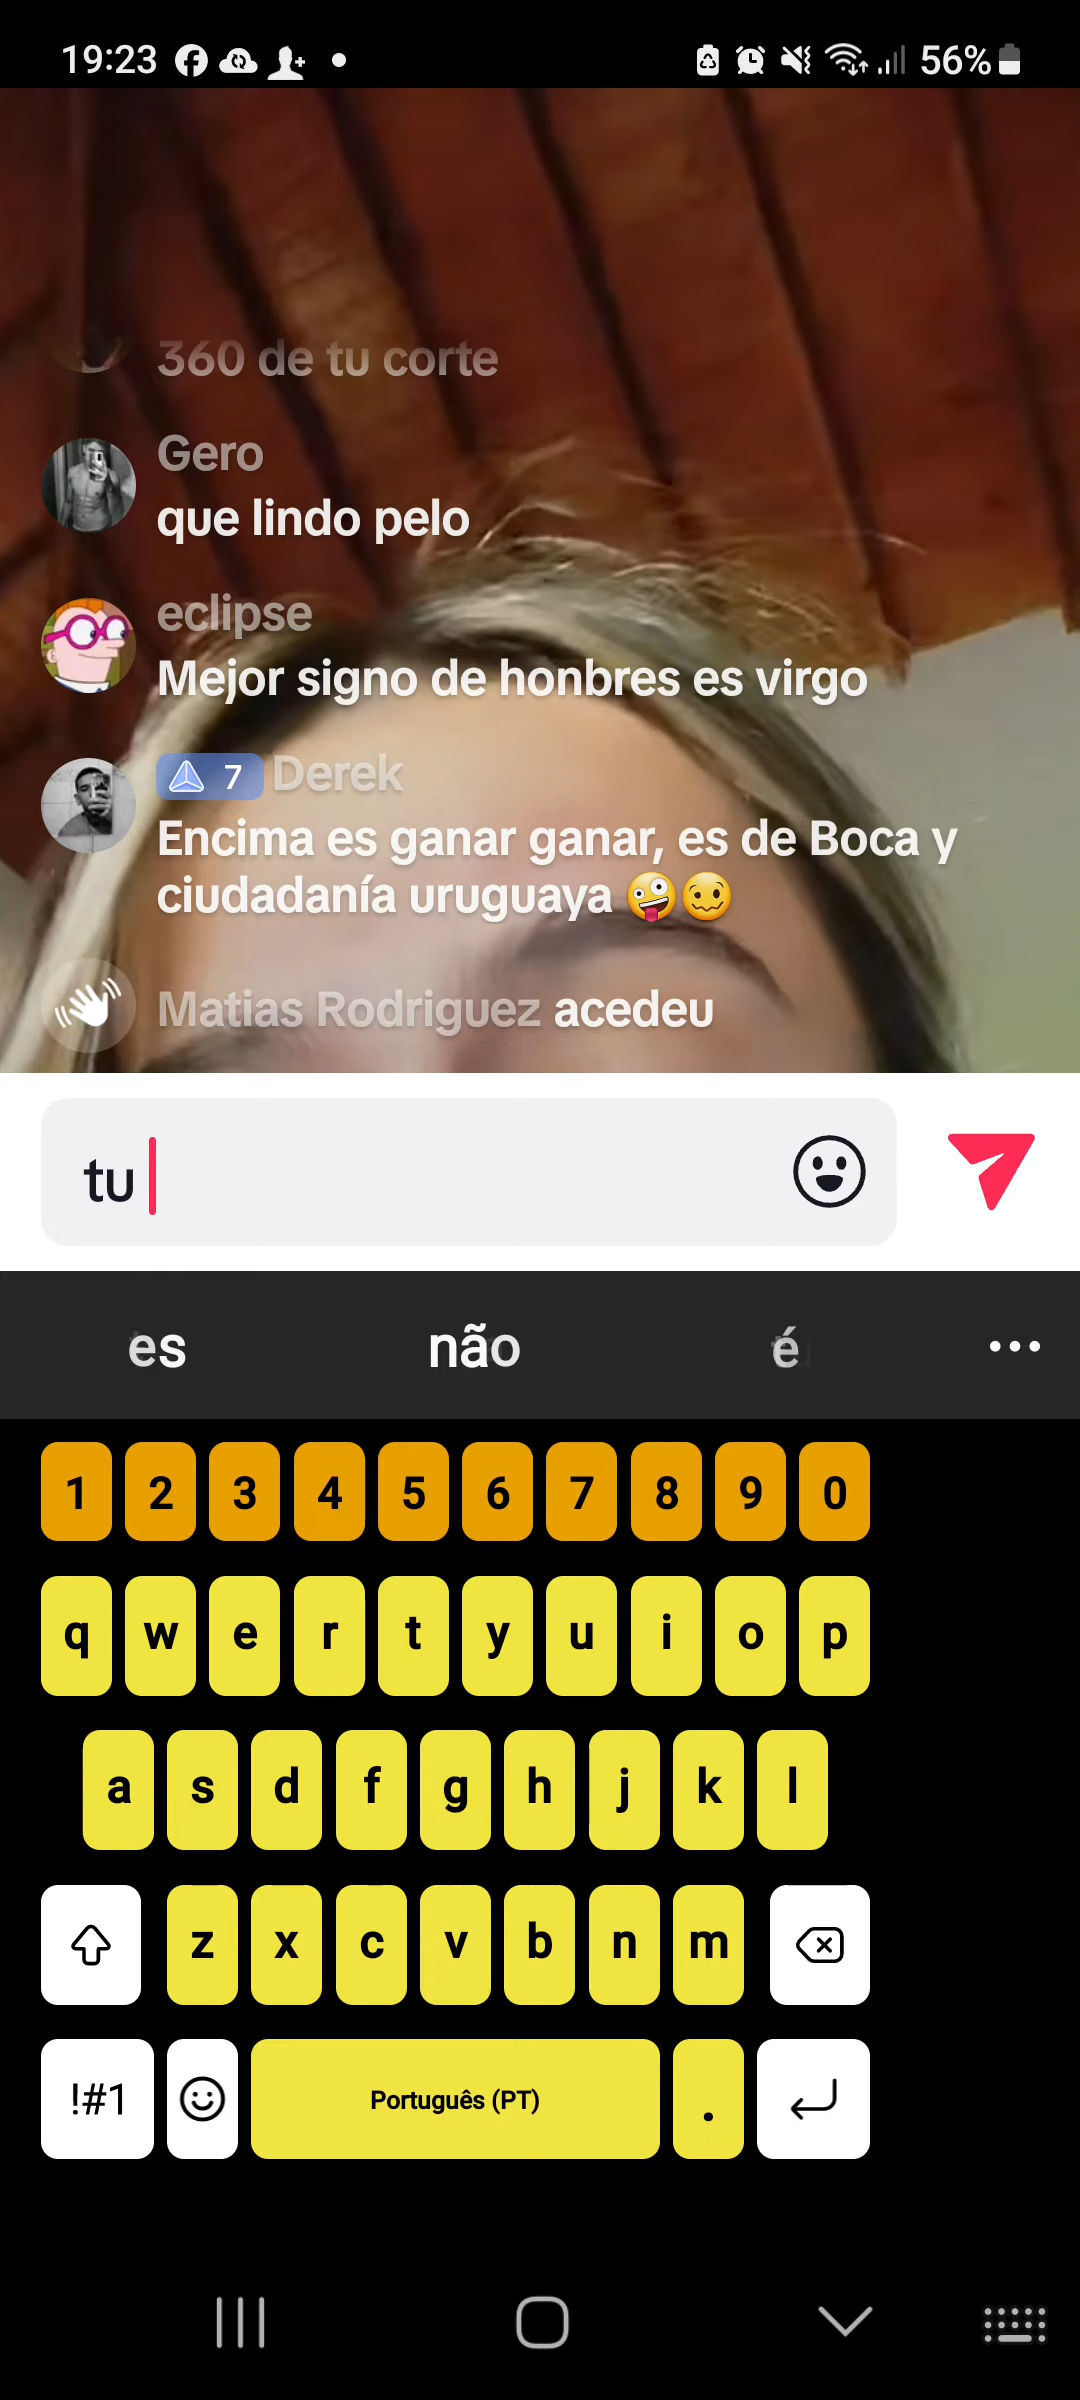 19:23
56%
360 de tu corte
Gero
que lindo pelo
eclipse
Mejor signo de honbres es virgo
7 Derek
Encima es ganar ganar, es de Boca y
ciudadanía uruguaya 🤪🥴
Matias Rodriguez acedeu
tu
es não é
1 2 3 4 5 6 7 8 9 0
q w e r t y u i o p
a s d f g h j k l
z x c v b n m
!#1 Português (PT) .